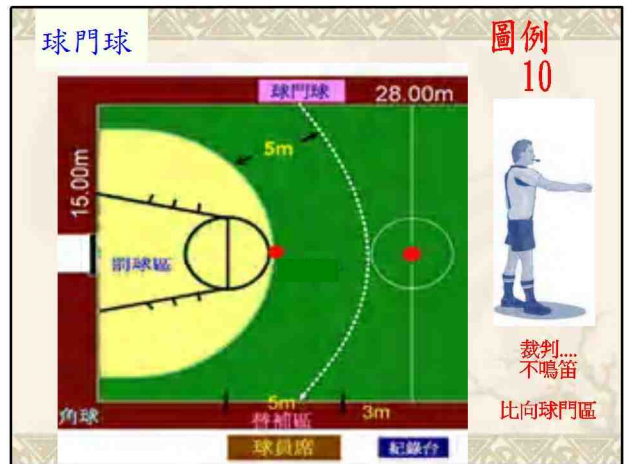 球門球
圖例
10
球門球
28.00m
5m
15.00m
罰球區
裁判....
不鳴笛
比向球門區
角球
5m
替補區
3m
球員席
紀錄台